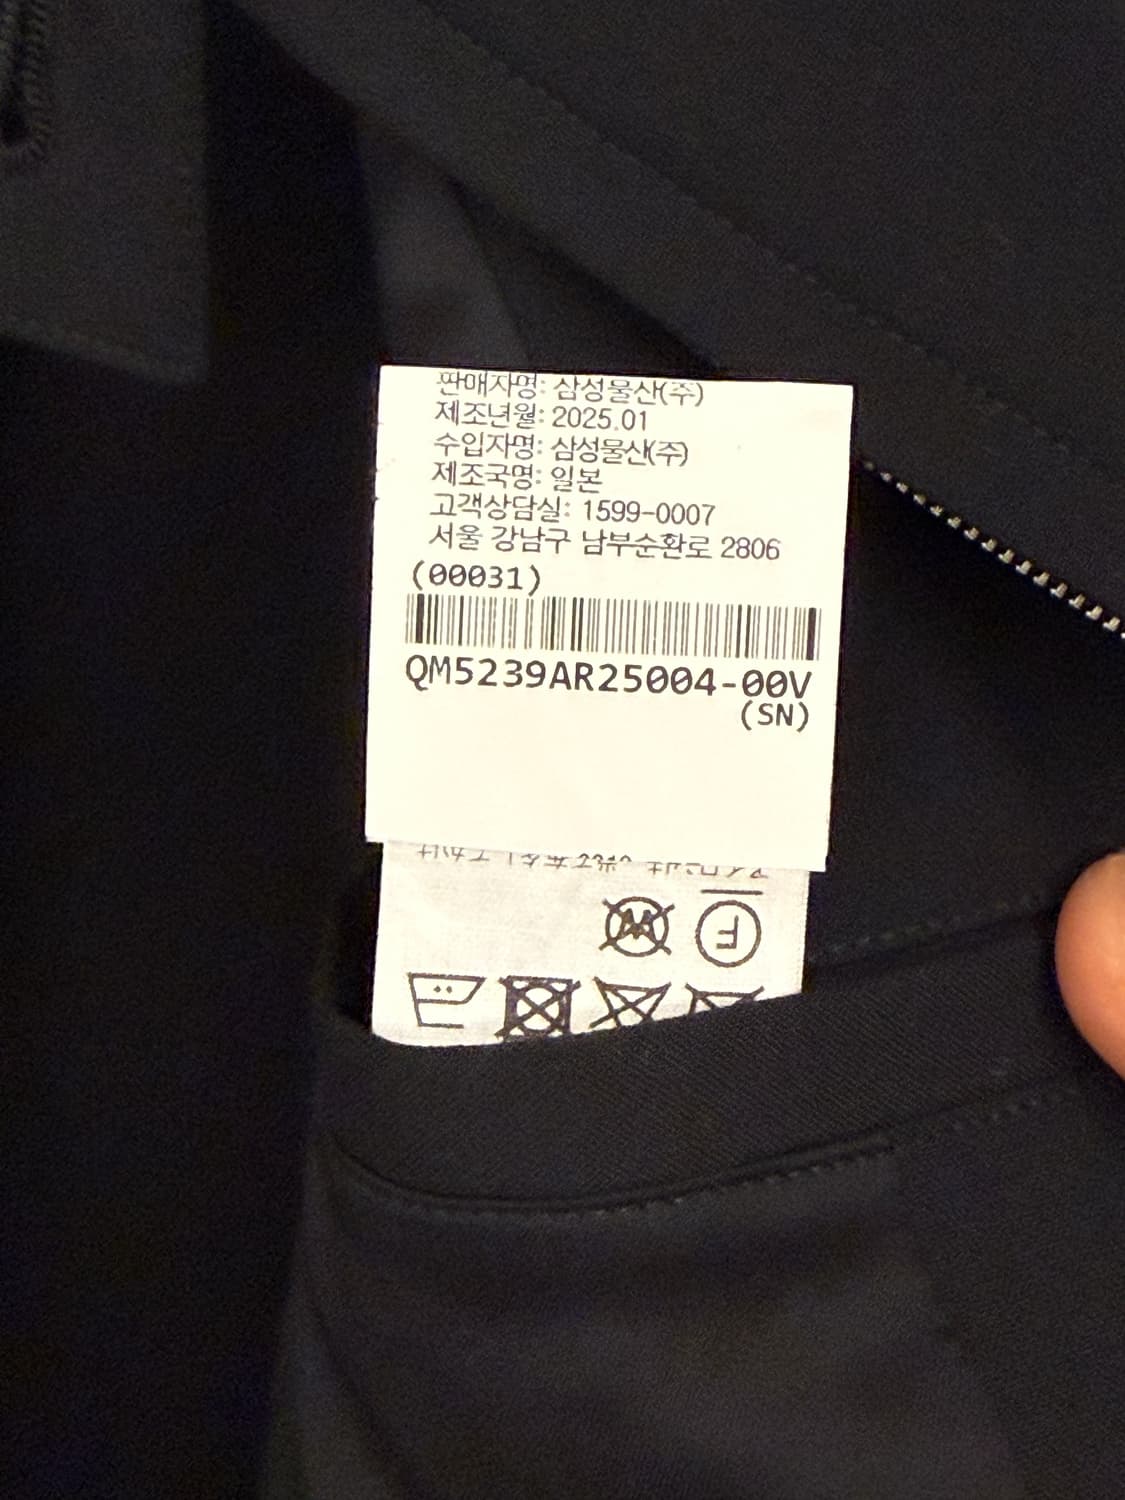 판매자명: 삼성물산(주)
제조년월: 2025.01
수입자명: 삼성물산(주)
제조국명: 일본
고객상담실: 1599-0007
서울 강남구 남부순환로 2806
(00031)
QM5239AR25004-00V
(SN)
W F